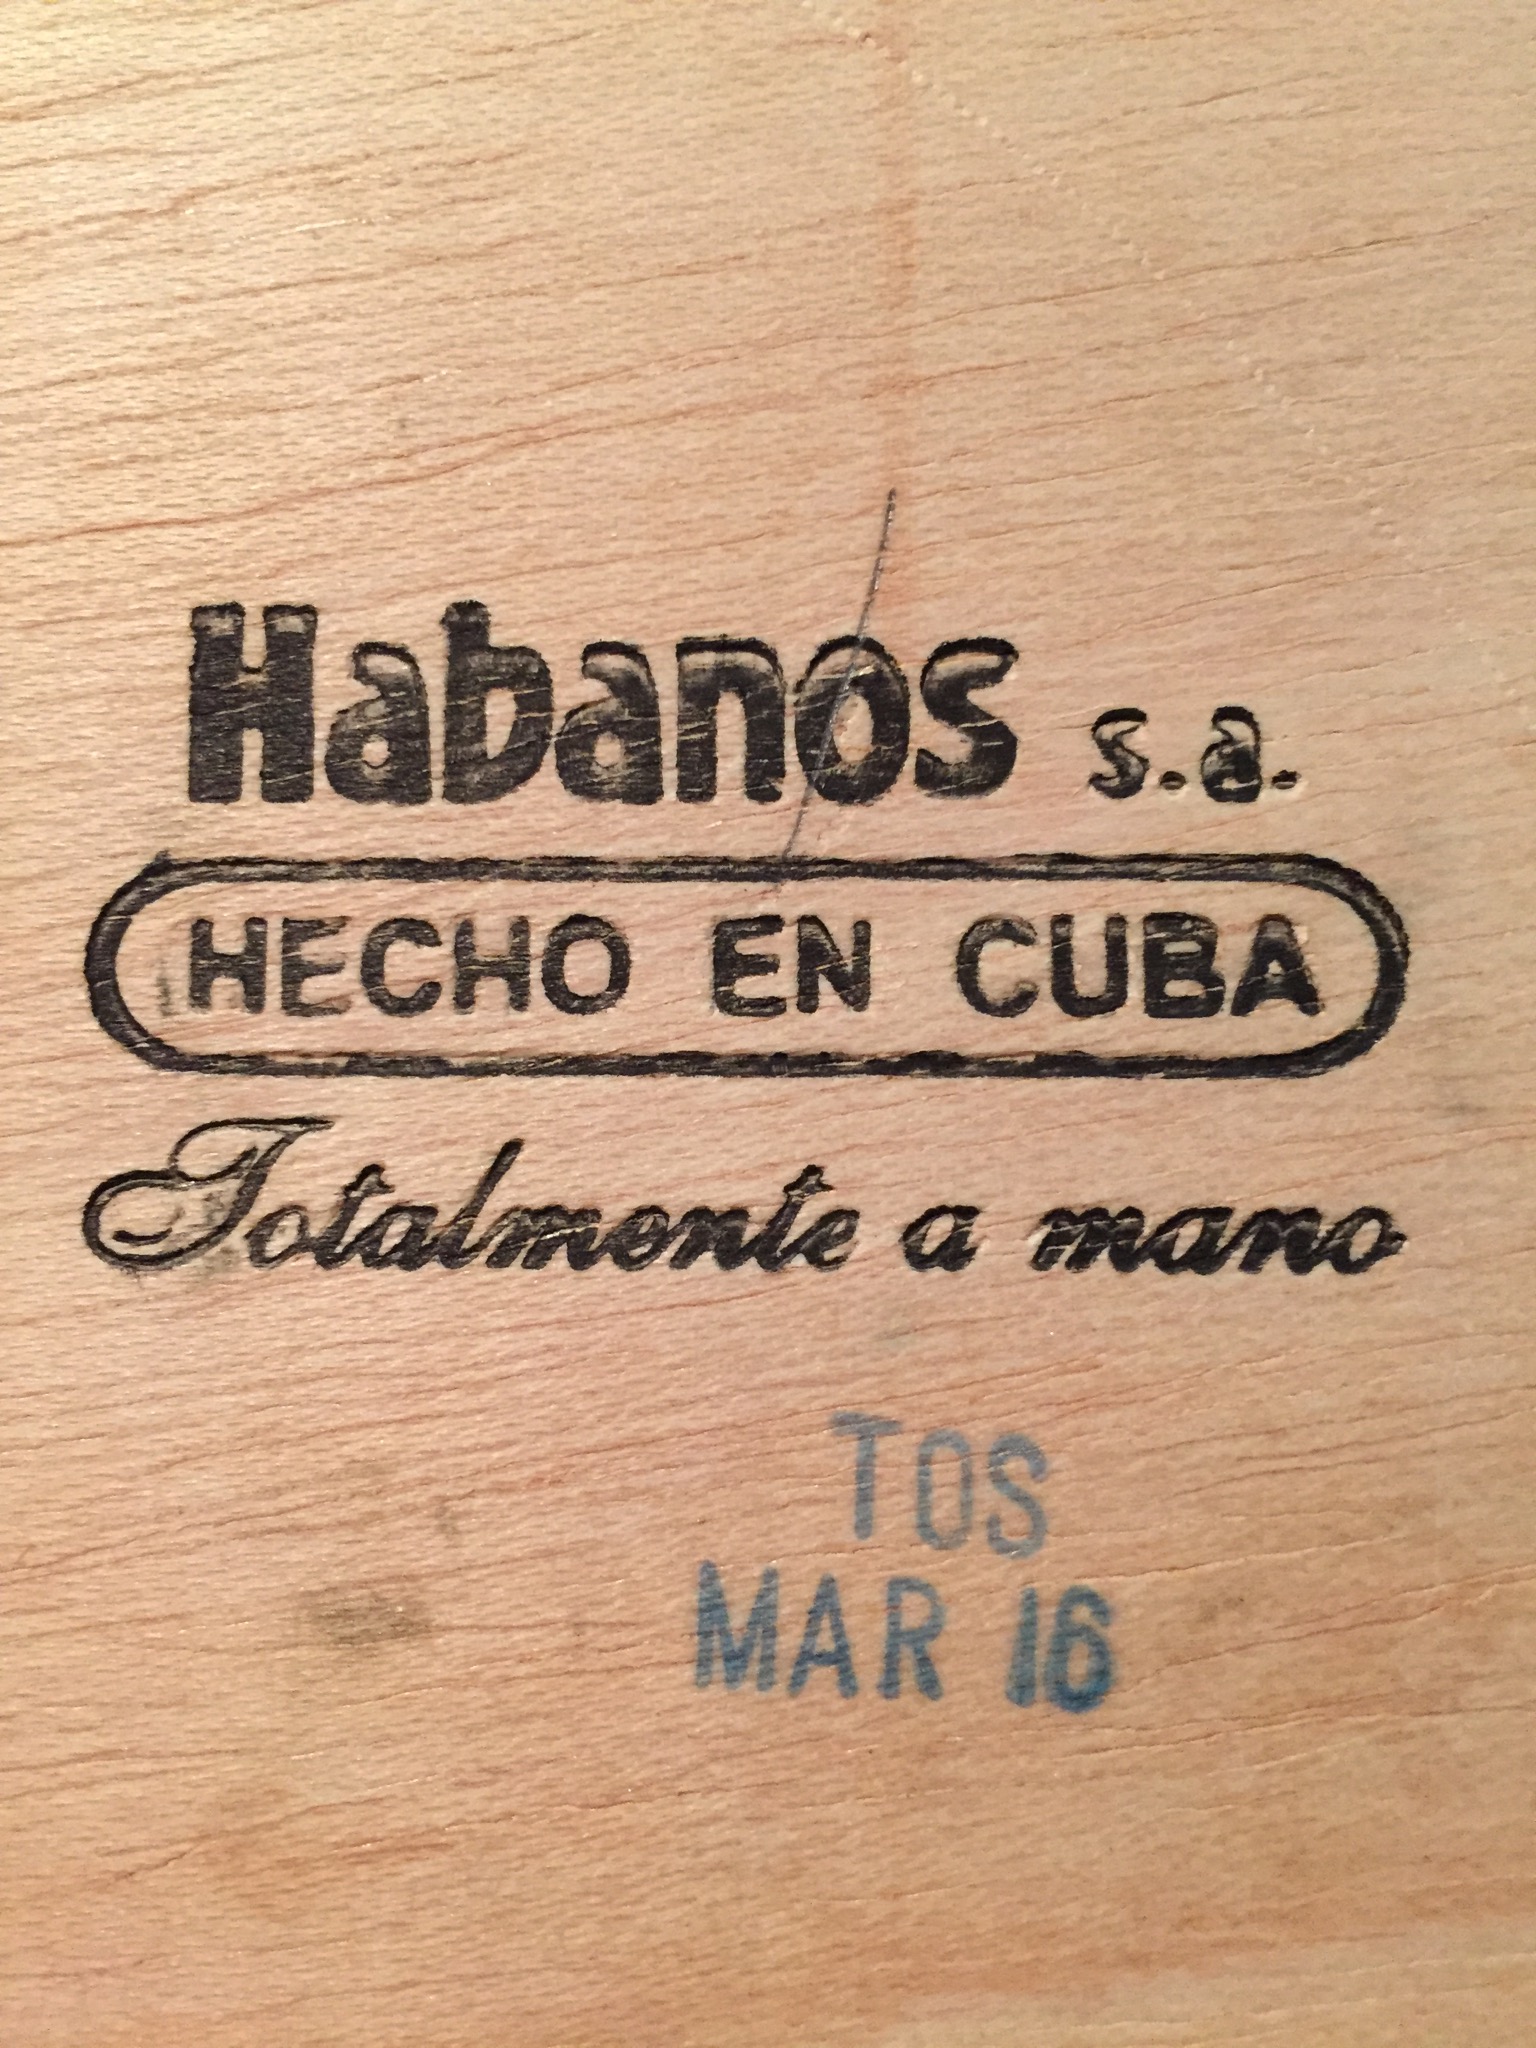 Habanos s.a.
HECHO EN CUBA
Totalmente a mano
TOS
MAR 16